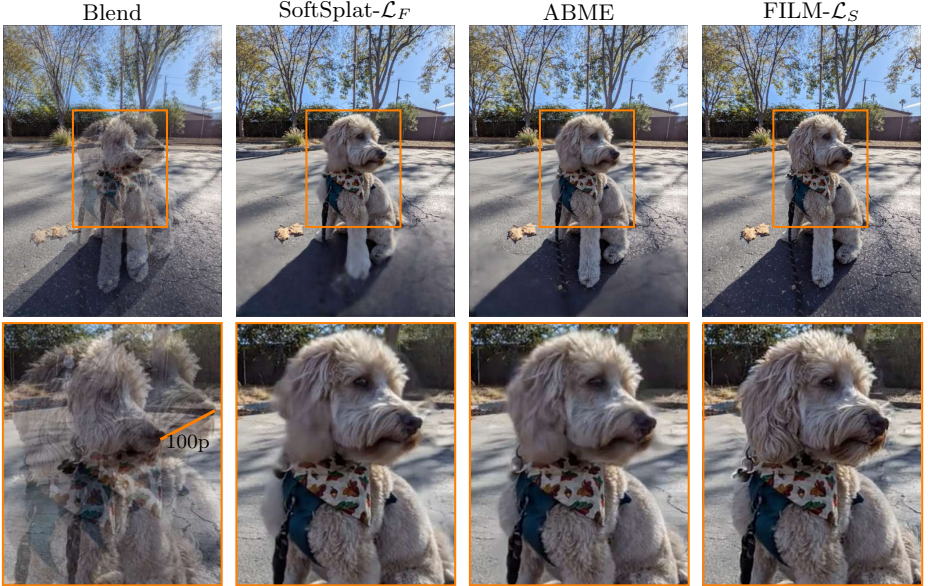 Blend
SoftSplat-ℒ_F
ABME
FILM-ℒ_S
100p